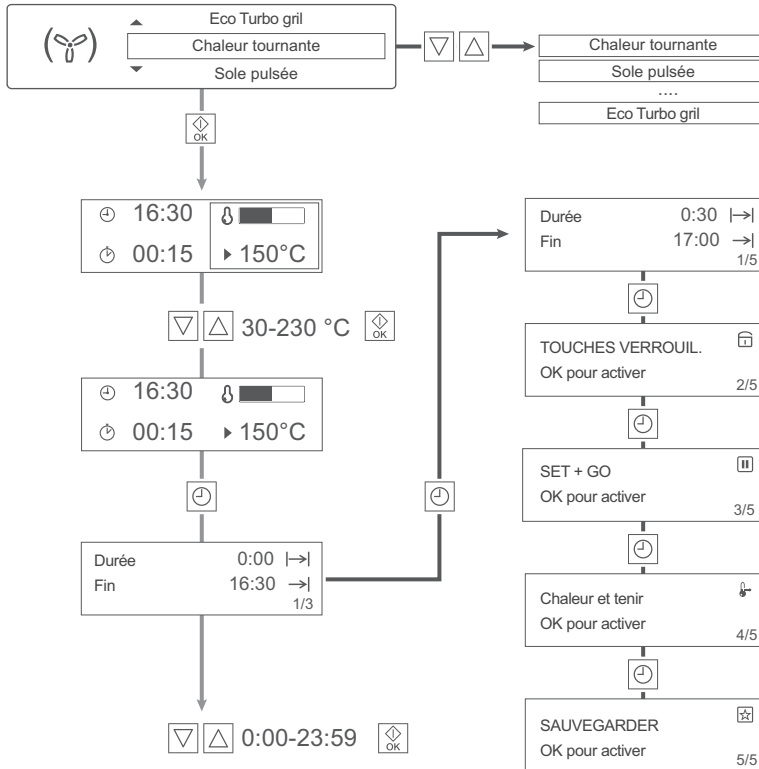 Eco Turbo gril
Chaleur tournante
Sole pulsée
Chaleur tournante
Sole pulsée
....
Eco Turbo gril
OK
16:30
00:15 150°C
30-230 °C OK
16:30
00:15 150°C
Durée 0:00
Fin 16:30
1/3
0:00-23:59 OK
Durée 0:30
Fin 17:00
1/5
TOUCHES VERROUIL.
OK pour activer
2/5
SET + GO
OK pour activer
3/5
Chaleur et tenir
OK pour activer
4/5
SAUVEGARDER
OK pour activer
5/5